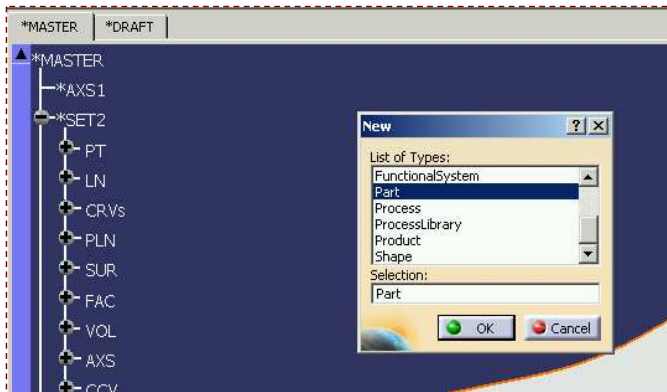 *MASTER *DRAFT
*MASTER
*AXS1
*SET2
PT
LN
CRVs
PLN
SUR
FAC
VOL
AXS
CCV
New
List of Types:
FunctionalSystem
Part
Process
ProcessLibrary
Product
Shape
Selection:
Part
OK Cancel